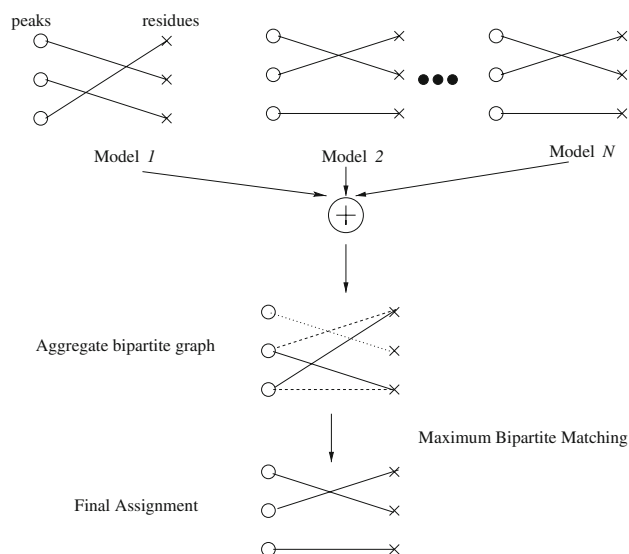 peaks residues
Model 1
Model 2
Model N
Aggregate bipartite graph
Maximum Bipartite Matching
Final Assignment